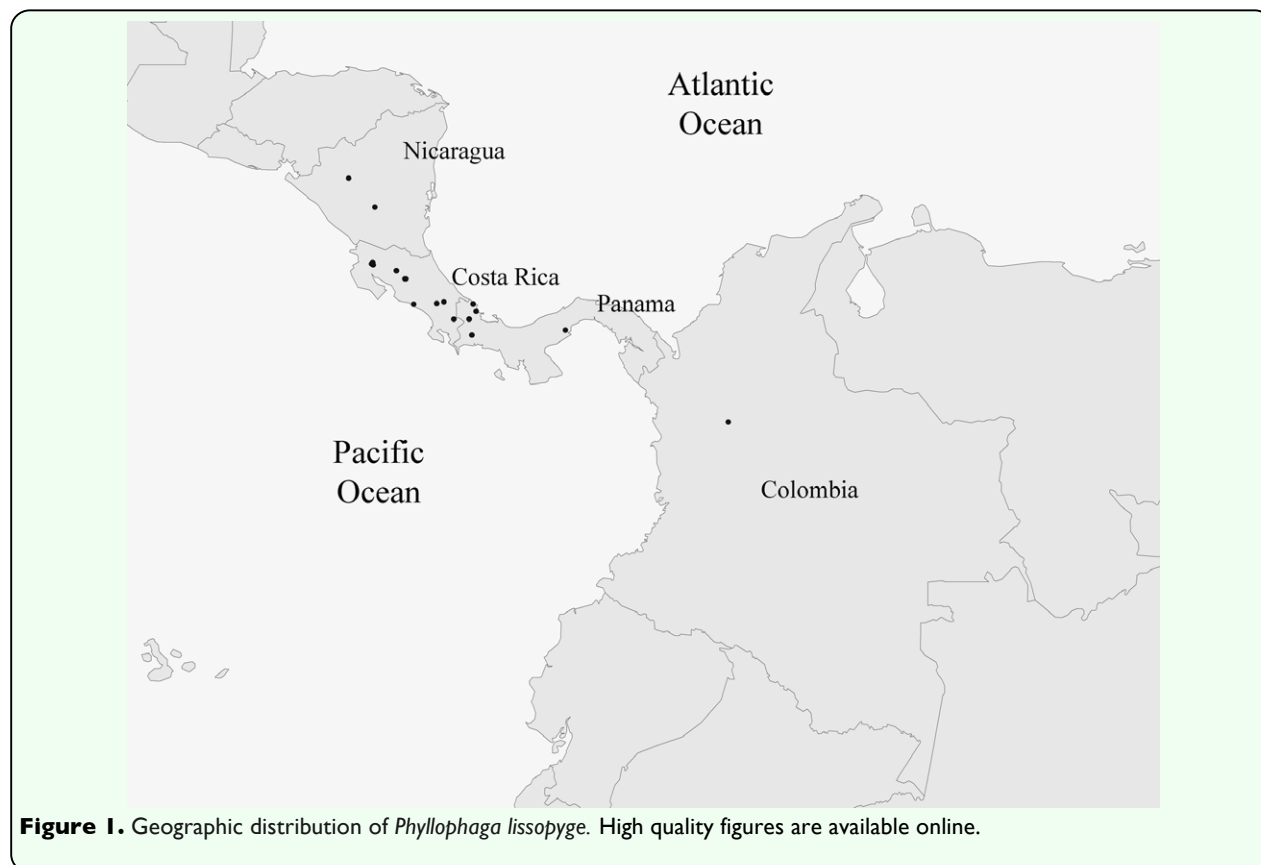 Atlantic
Ocean
Nicaragua
Costa Rica
Panama
Pacific
Ocean
Colombia
Figure 1. Geographic distribution of Phyllophaga lissopyge. High quality figures are available online.